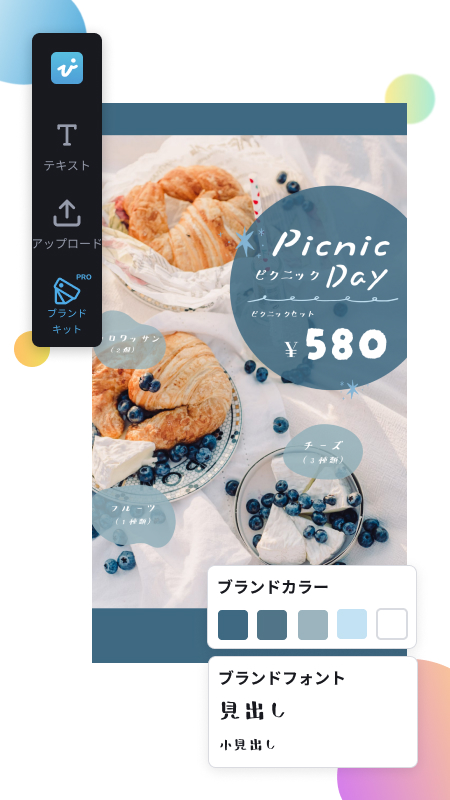 テキスト
アップロード
PRO
ブランド
キット
Picnic
ピクニック Day
ピクニックセット
¥580
ロワッサン
(2個)
チーズ
(3種類)
フルーツ
(1種類)
ブランドカラー
ブランドフォント
見出し
小見出し